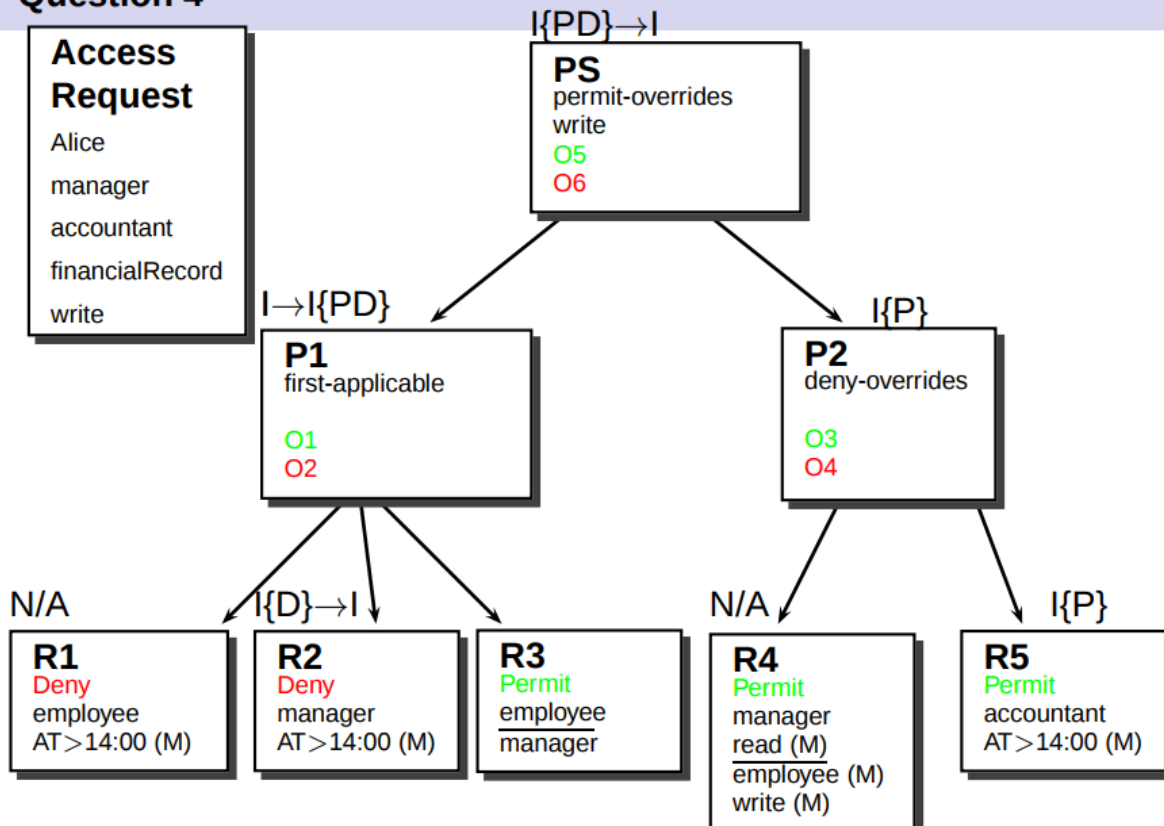 Question 4
Access
Request
Alice
manager
accountant
financialRecord
write
I{PD}→I
PS
permit-overrides
write
O5
O6
I→I{PD}
P1
first-applicable
O1
O2
I{P}
P2
deny-overrides
O3
O4
N/A
R1
Deny
employee
AT>14:00 (M)
I{D}→I
R2
Deny
manager
AT>14:00 (M)
R3
Permit
employee
manager
N/A
R4
Permit
manager
read (M)
employee (M)
write (M)
I{P}
R5
Permit
accountant
AT>14:00 (M)